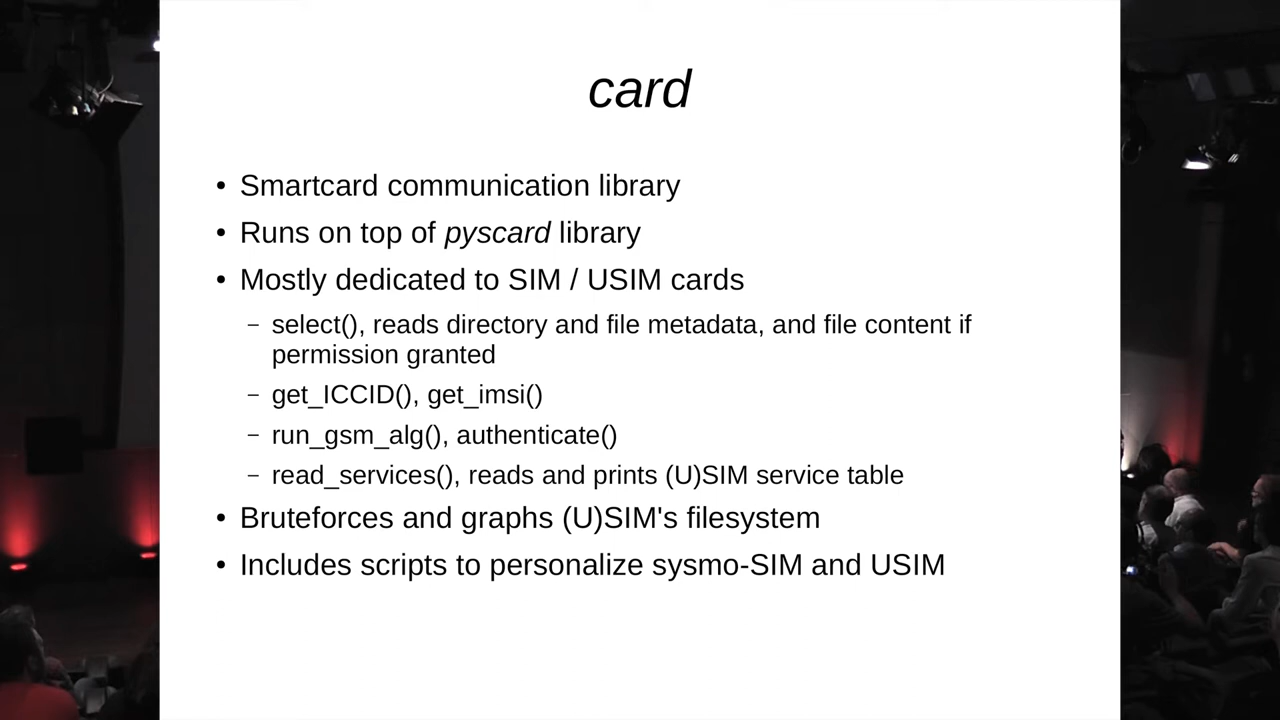 card
• Smartcard communication library
• Runs on top of pyscard library
• Mostly dedicated to SIM / USIM cards
– select(), reads directory and file metadata, and file content if
permission granted
– get_ICCID(), get_imsi()
– run_gsm_alg(), authenticate()
– read_services(), reads and prints (U)SIM service table
• Bruteforces and graphs (U)SIM's filesystem
• Includes scripts to personalize sysmo-SIM and USIM